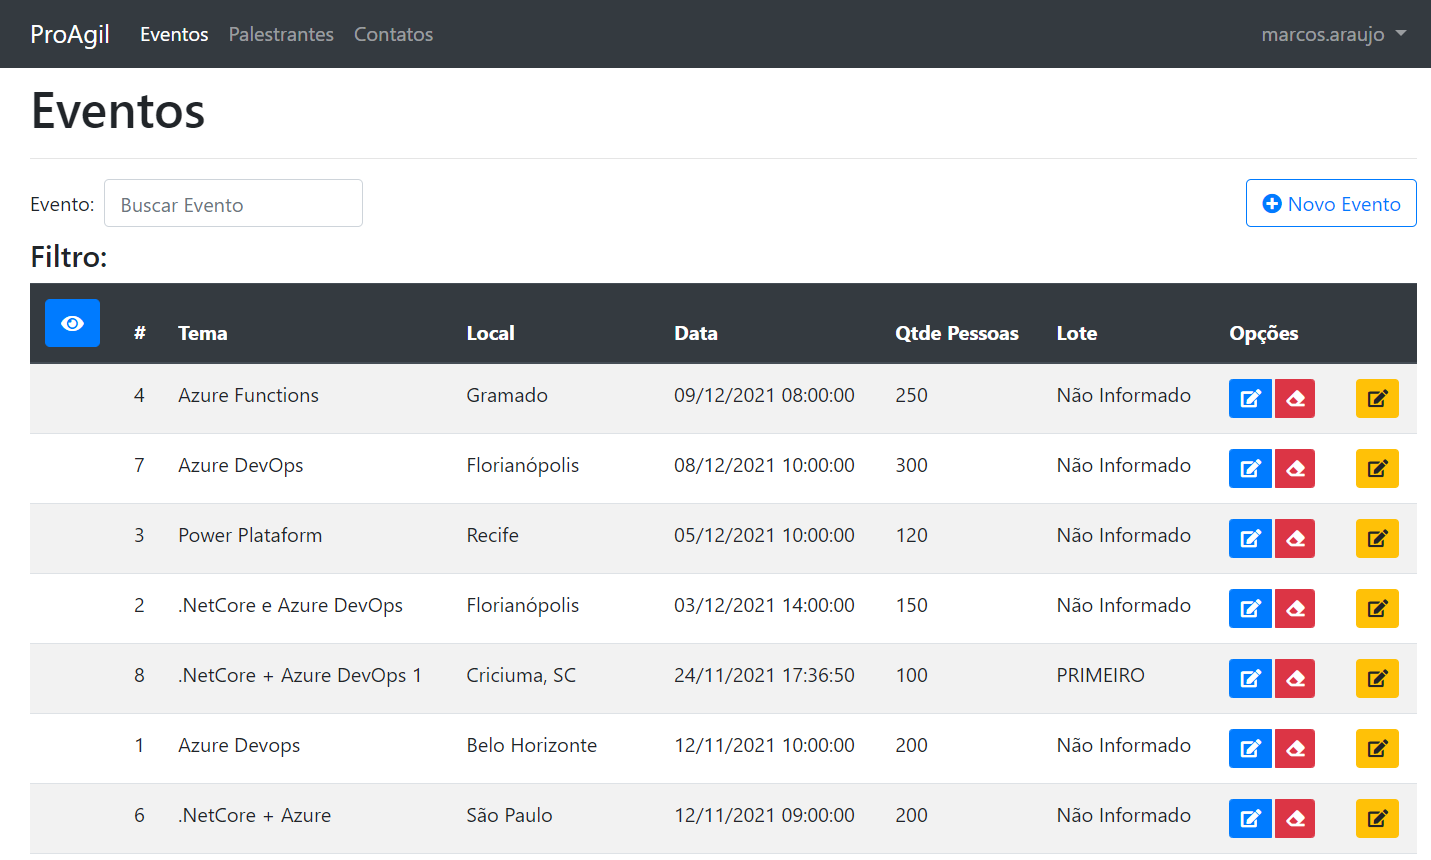 ProAgil Eventos Palestrantes Contatos marcos.araujo
Eventos
Evento: Buscar Evento Novo Evento
Filtro:
# Tema Local Data Qtde Pessoas Lote Opções
4 Azure Functions Gramado 09/12/2021 08:00:00 250 Não Informado
7 Azure DevOps Florianópolis 08/12/2021 10:00:00 300 Não Informado
3 Power Plataform Recife 05/12/2021 10:00:00 120 Não Informado
2 .NetCore e Azure DevOps Florianópolis 03/12/2021 14:00:00 150 Não Informado
8 .NetCore + Azure DevOps 1 Criciuma, SC 24/11/2021 17:36:50 100 PRIMEIRO
1 Azure Devops Belo Horizonte 12/11/2021 10:00:00 200 Não Informado
6 .NetCore + Azure São Paulo 12/11/2021 09:00:00 200 Não Informado